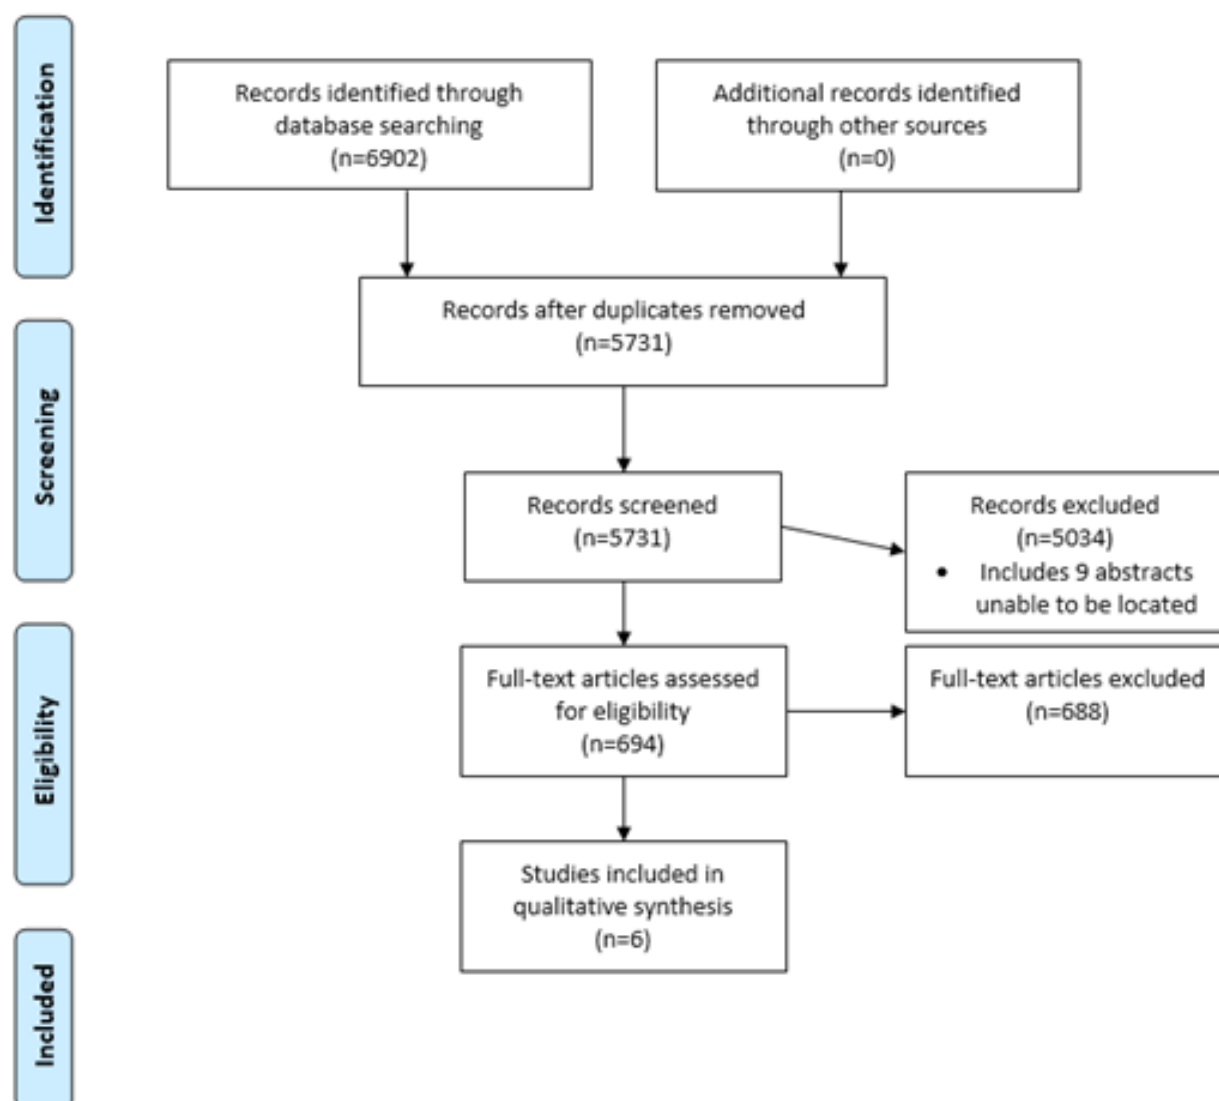 Identification
Records identified through
database searching
(n=6902)
Additional records identified
through other sources
(n=0)
Records after duplicates removed
(n=5731)
Screening
Records screened
(n=5731)
Records excluded
(n=5034)
• Includes 9 abstracts
unable to be located
Eligibility
Full-text articles assessed
for eligibility
(n=694)
Full-text articles excluded
(n=688)
Studies included in
qualitative synthesis
(n=6)
Included